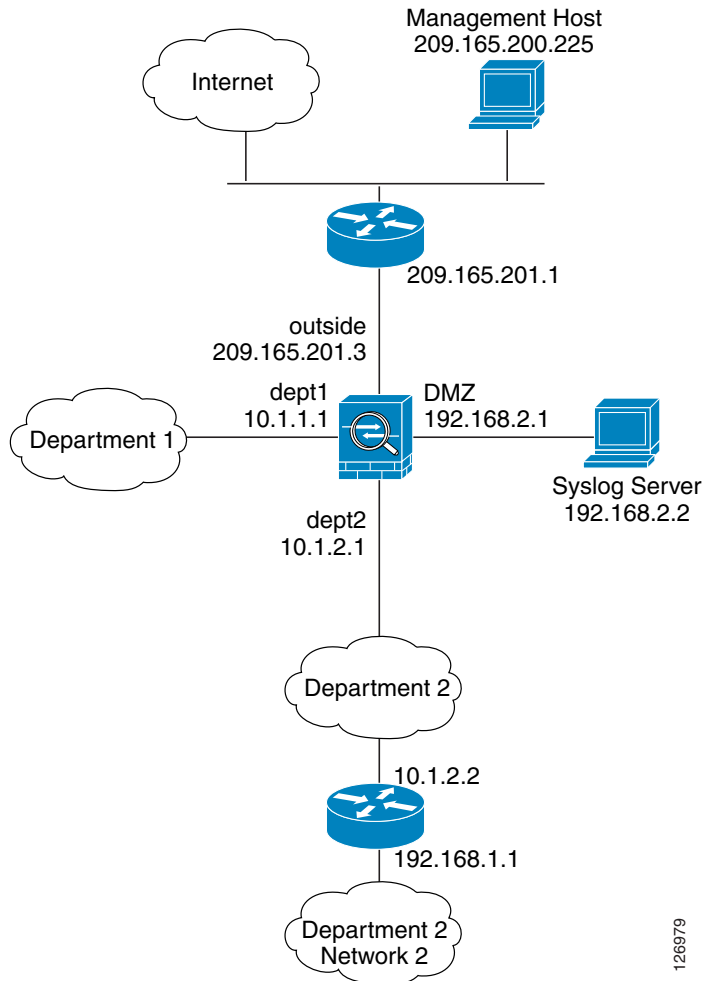 Management Host
209.165.200.225
Internet
209.165.201.1
outside
209.165.201.3
dept1
10.1.1.1
DMZ
192.168.2.1
Department 1
Syslog Server
192.168.2.2
dept2
10.1.2.1
Department 2
10.1.2.2
192.168.1.1
Department 2
Network 2
126979